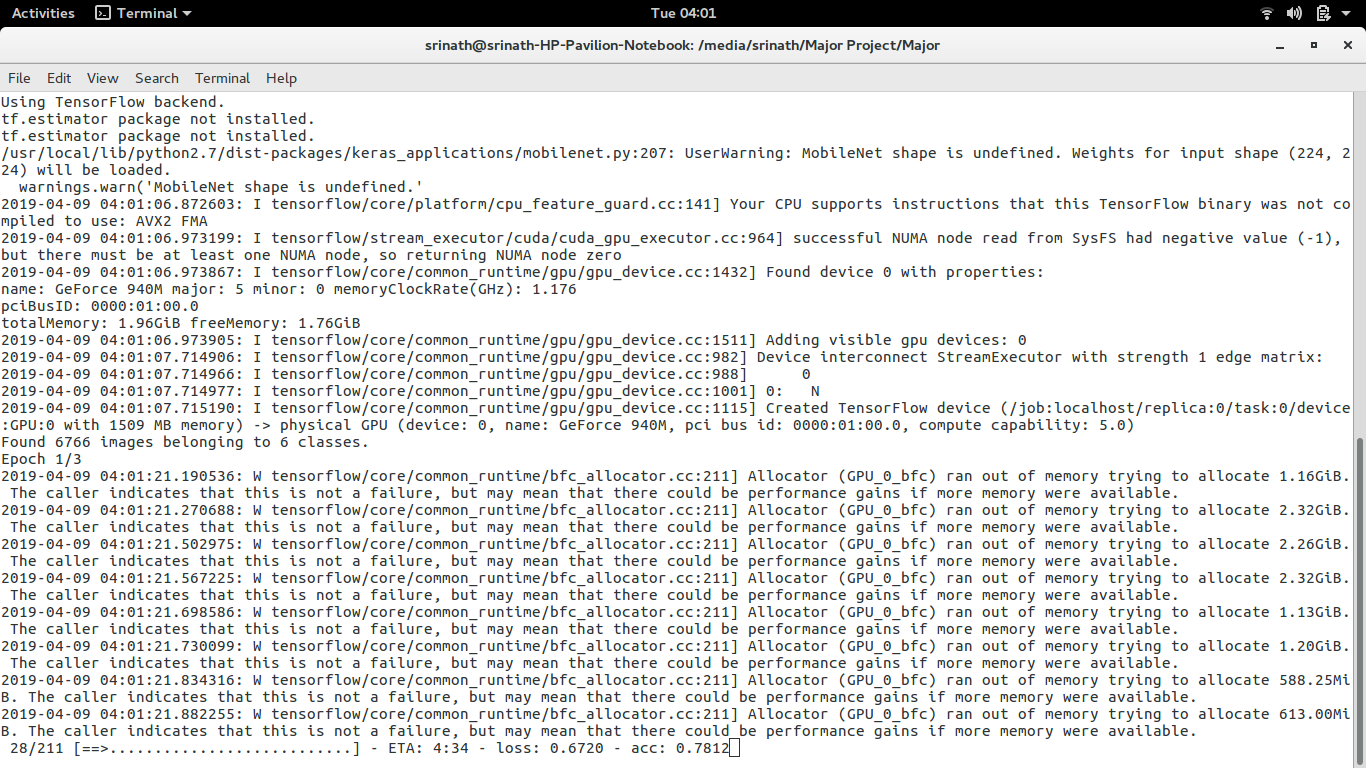 Activities Terminal Tue 04:01
srinath@srinath-HP-Pavilion-Notebook: /media/srinath/Major Project/Major
File Edit View Search Terminal Help
Using TensorFlow backend.
tf.estimator package not installed.
tf.estimator package not installed.
/usr/local/lib/python2.7/dist-packages/keras_applications/mobilenet.py:207: UserWarning: MobileNet shape is undefined. Weights for input shape (224, 2
24) will be loaded.
  warnings.warn('MobileNet shape is undefined.'
2019-04-09 04:01:06.872603: I tensorflow/core/platform/cpu_feature_guard.cc:141] Your CPU supports instructions that this TensorFlow binary was not co
mpiled to use: AVX2 FMA
2019-04-09 04:01:06.973199: I tensorflow/stream_executor/cuda/cuda_gpu_executor.cc:964] successful NUMA node read from SysFS had negative value (-1),
but there must be at least one NUMA node, so returning NUMA node zero
2019-04-09 04:01:06.973867: I tensorflow/core/common_runtime/gpu/gpu_device.cc:1432] Found device 0 with properties:
name: GeForce 940M major: 5 minor: 0 memoryClockRate(GHz): 1.176
pciBusID: 0000:01:00.0
totalMemory: 1.96GiB freeMemory: 1.76GiB
2019-04-09 04:01:06.973905: I tensorflow/core/common_runtime/gpu/gpu_device.cc:1511] Adding visible gpu devices: 0
2019-04-09 04:01:07.714906: I tensorflow/core/common_runtime/gpu/gpu_device.cc:982] Device interconnect StreamExecutor with strength 1 edge matrix:
2019-04-09 04:01:07.714966: I tensorflow/core/common_runtime/gpu/gpu_device.cc:988]      0
2019-04-09 04:01:07.714977: I tensorflow/core/common_runtime/gpu/gpu_device.cc:1001] 0:   N
2019-04-09 04:01:07.715190: I tensorflow/core/common_runtime/gpu/gpu_device.cc:1115] Created TensorFlow device (/job:localhost/replica:0/task:0/device
:GPU:0 with 1509 MB memory) -> physical GPU (device: 0, name: GeForce 940M, pci bus id: 0000:01:00.0, compute capability: 5.0)
Found 6766 images belonging to 6 classes.
Epoch 1/3
2019-04-09 04:01:21.190536: W tensorflow/core/common_runtime/bfc_allocator.cc:211] Allocator (GPU_0_bfc) ran out of memory trying to allocate 1.16GiB.
 The caller indicates that this is not a failure, but may mean that there could be performance gains if more memory were available.
2019-04-09 04:01:21.270688: W tensorflow/core/common_runtime/bfc_allocator.cc:211] Allocator (GPU_0_bfc) ran out of memory trying to allocate 2.32GiB.
 The caller indicates that this is not a failure, but may mean that there could be performance gains if more memory were available.
2019-04-09 04:01:21.502975: W tensorflow/core/common_runtime/bfc_allocator.cc:211] Allocator (GPU_0_bfc) ran out of memory trying to allocate 2.26GiB.
 The caller indicates that this is not a failure, but may mean that there could be performance gains if more memory were available.
2019-04-09 04:01:21.567225: W tensorflow/core/common_runtime/bfc_allocator.cc:211] Allocator (GPU_0_bfc) ran out of memory trying to allocate 2.32GiB.
 The caller indicates that this is not a failure, but may mean that there could be performance gains if more memory were available.
2019-04-09 04:01:21.698586: W tensorflow/core/common_runtime/bfc_allocator.cc:211] Allocator (GPU_0_bfc) ran out of memory trying to allocate 1.13GiB.
 The caller indicates that this is not a failure, but may mean that there could be performance gains if more memory were available.
2019-04-09 04:01:21.730099: W tensorflow/core/common_runtime/bfc_allocator.cc:211] Allocator (GPU_0_bfc) ran out of memory trying to allocate 1.20GiB.
 The caller indicates that this is not a failure, but may mean that there could be performance gains if more memory were available.
2019-04-09 04:01:21.834316: W tensorflow/core/common_runtime/bfc_allocator.cc:211] Allocator (GPU_0_bfc) ran out of memory trying to allocate 588.25Mi
B. The caller indicates that this is not a failure, but may mean that there could be performance gains if more memory were available.
2019-04-09 04:01:21.882255: W tensorflow/core/common_runtime/bfc_allocator.cc:211] Allocator (GPU_0_bfc) ran out of memory trying to allocate 613.00Mi
B. The caller indicates that this is not a failure, but may mean that there could be performance gains if more memory were available.
 28/211 [==>...........................] - ETA: 4:34 - loss: 0.6720 - acc: 0.7812